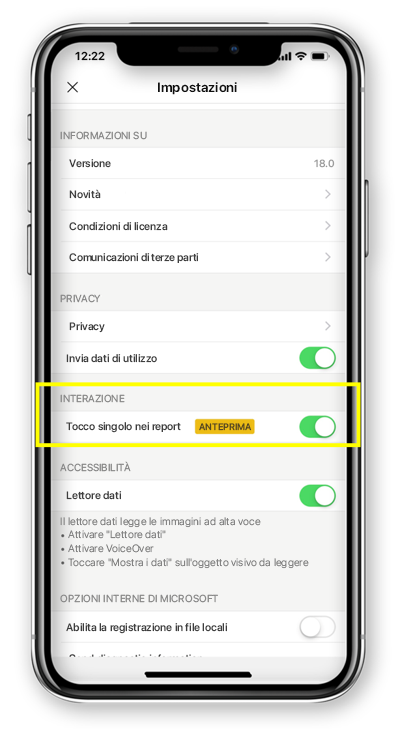 12:22
Impostazioni
INFORMAZIONI SU
Versione 18.0
Novità
Condizioni di licenza
Comunicazioni di terze parti
PRIVACY
Privacy
Invia dati di utilizzo
INTERAZIONE
Tocco singolo nei report ANTEPRIMA
ACCESSIBILITÀ
Lettore dati
Il lettore dati legge le immagini ad alta voce
• Attivare "Lettore dati"
• Attivare VoiceOver
• Toccare "Mostra i dati" sull'oggetto visivo da leggere
OPZIONI INTERNE DI MICROSOFT
Abilita la registrazione in file locali